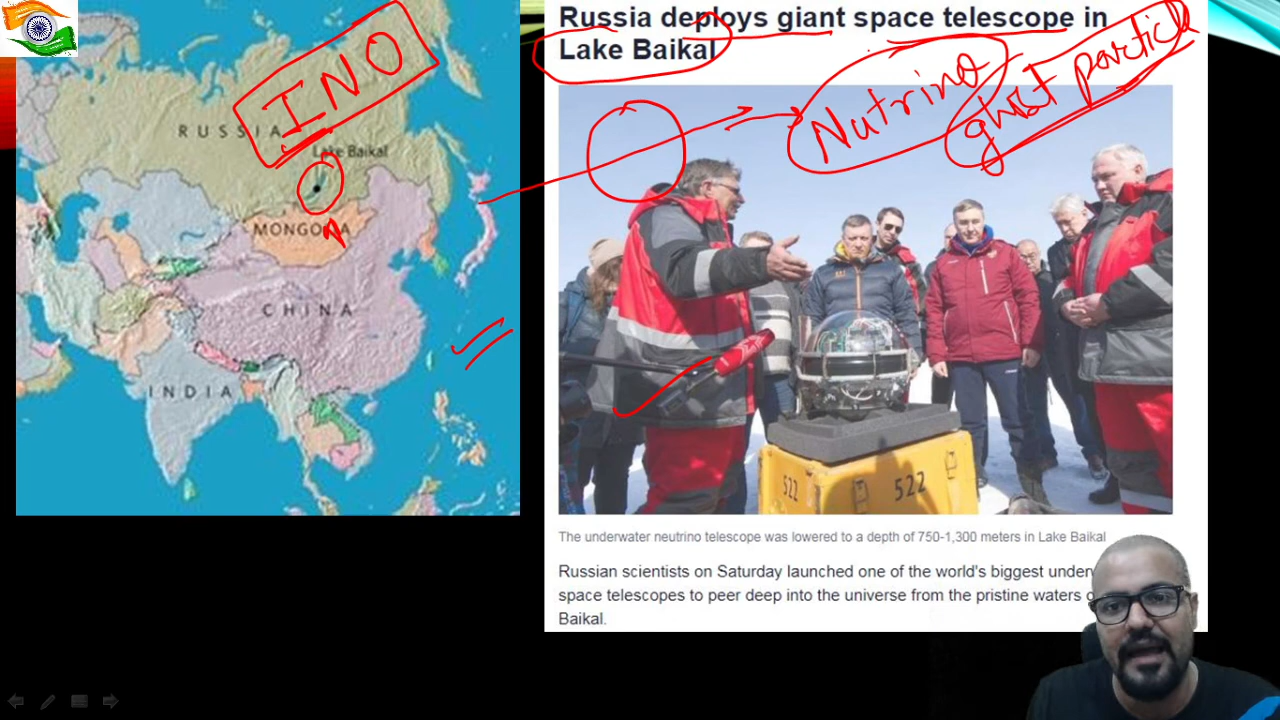 INO
RUSSIA
Lake Baikal
MONGO A
CHINA
INDIA
Russia deploys giant space telescope in
Lake Baikal
Nutrino
ghost particle
522
522
The underwater neutrino telescope was lowered to a depth of 750-1,300 meters in Lake Baikal
Russian scientists on Saturday launched one of the world's biggest underw
space telescopes to peer deep into the universe from the pristine waters o
Baikal.